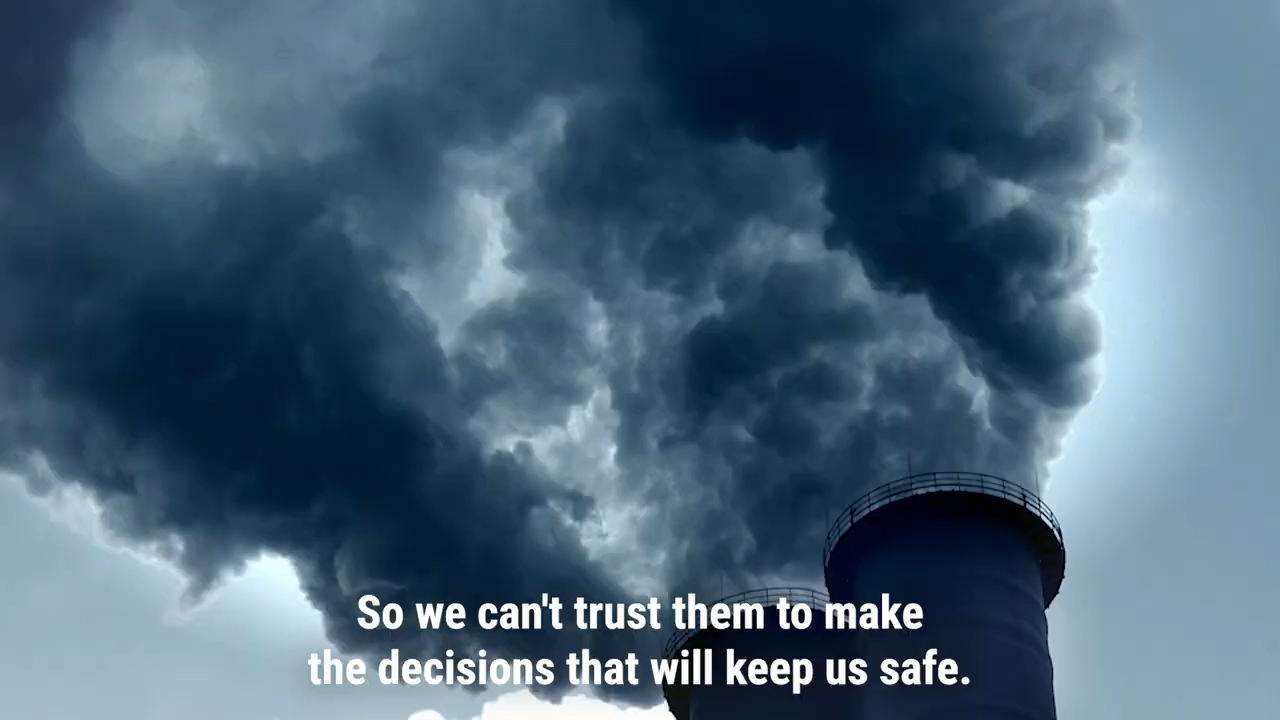 So we can't trust them to make
the decisions that will keep us safe.